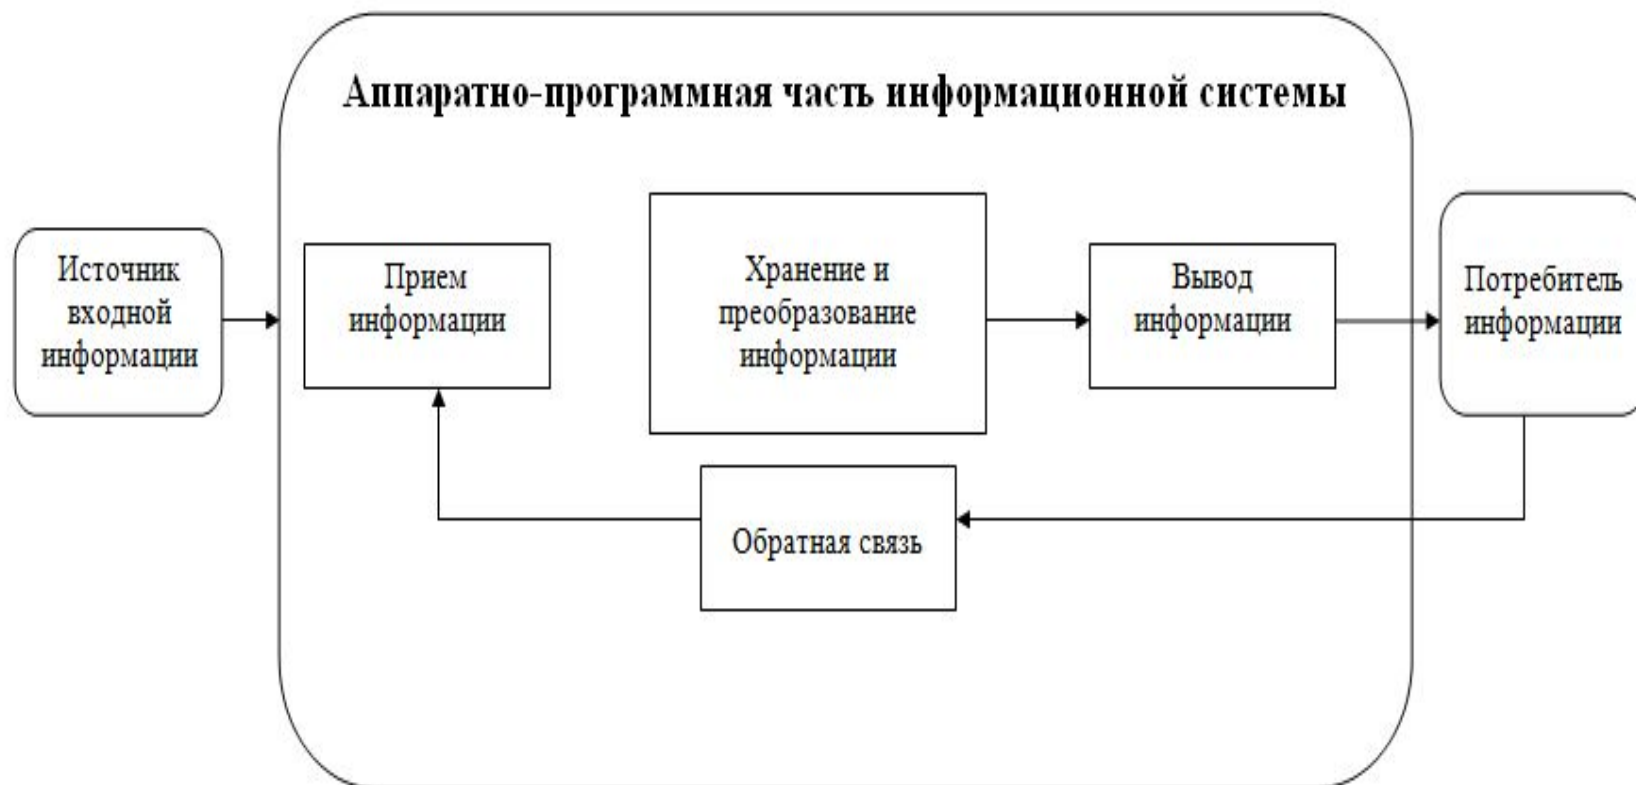 Аппаратно-программная часть информационной системы
Источник
входной
информации
Прием
информации
Хранение и
преобразование
информации
Вывод
информации
Потребитель
информации
Обратная связь